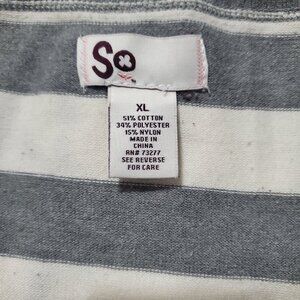 So
XL
51% COTTON
34% POLYESTER
15% NYLON
MADE IN
CHINA
RN# 73277
SEE REVERSE
FOR CARE